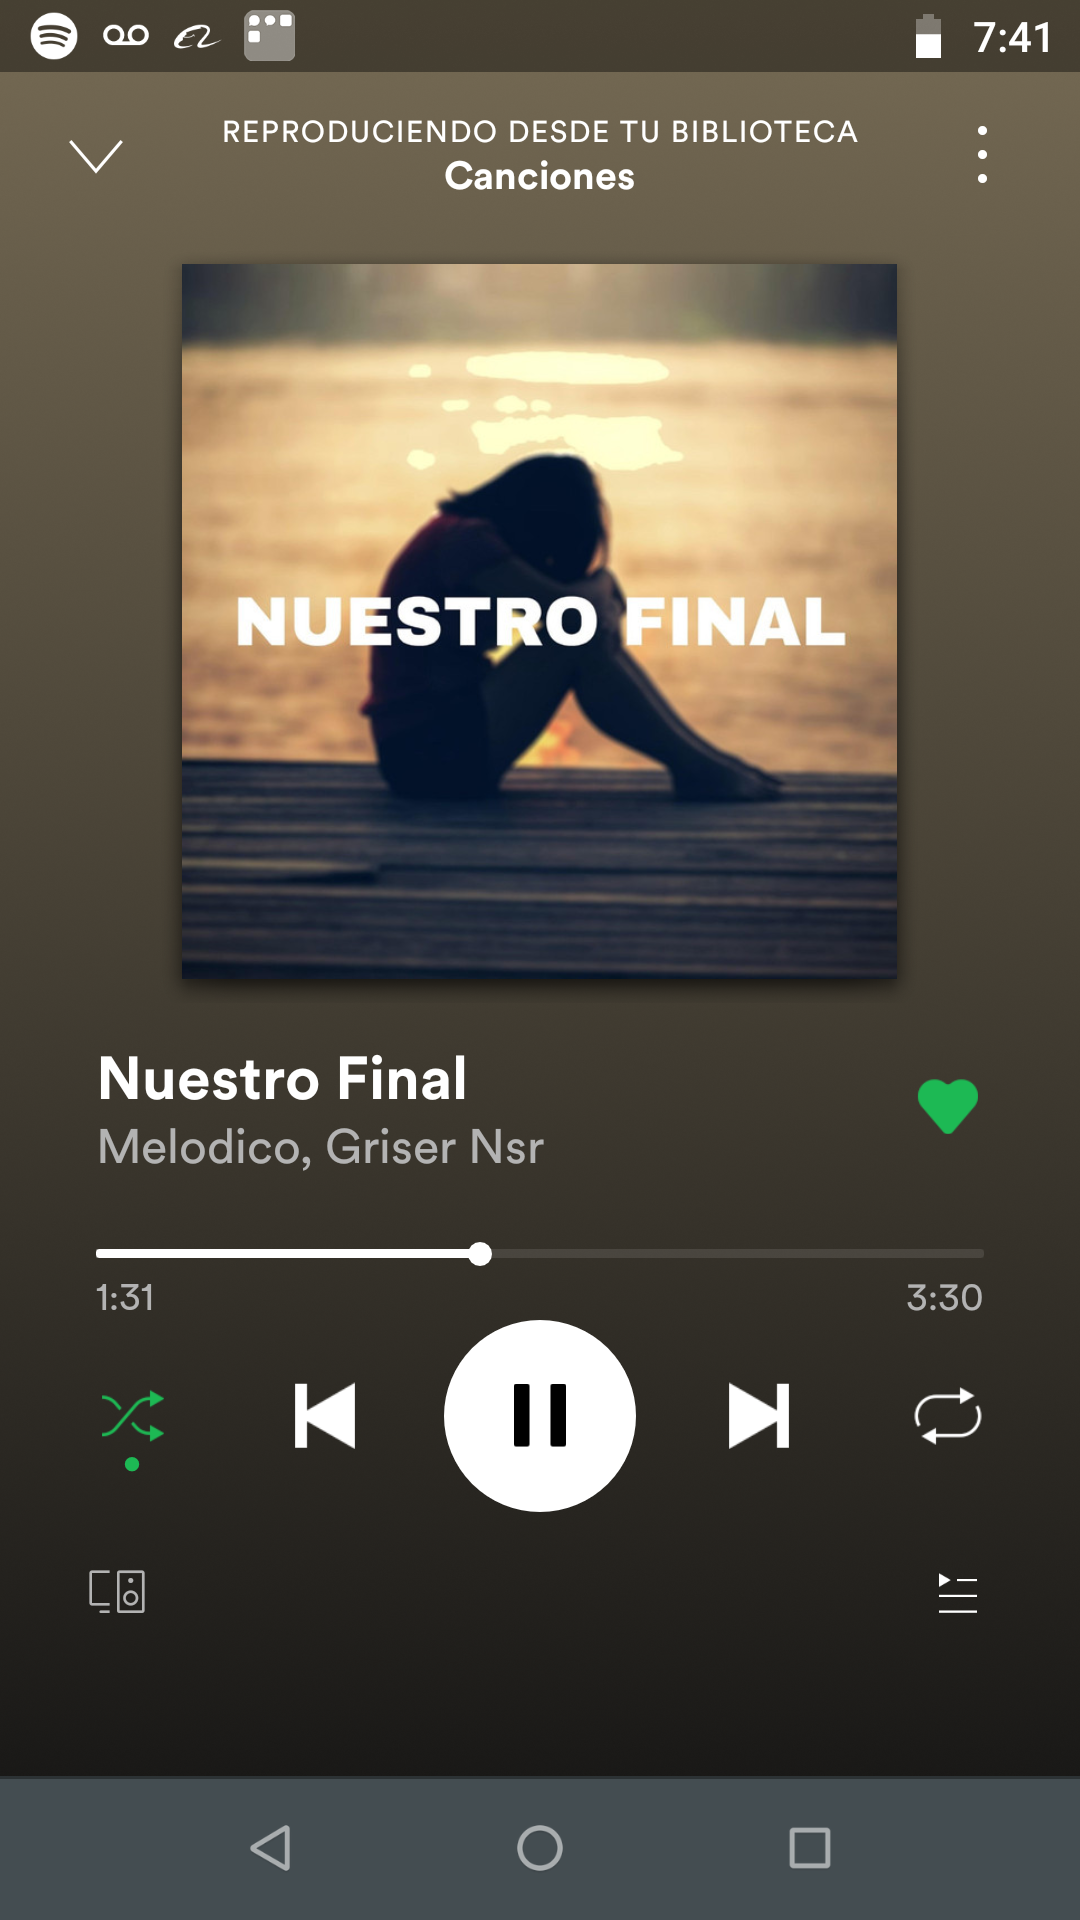 7:41
REPRODUCIENDO DESDE TU BIBLIOTECA
Canciones
NUESTRO FINAL
Nuestro Final
Melodico, Griser Nsr
1:31
3:30